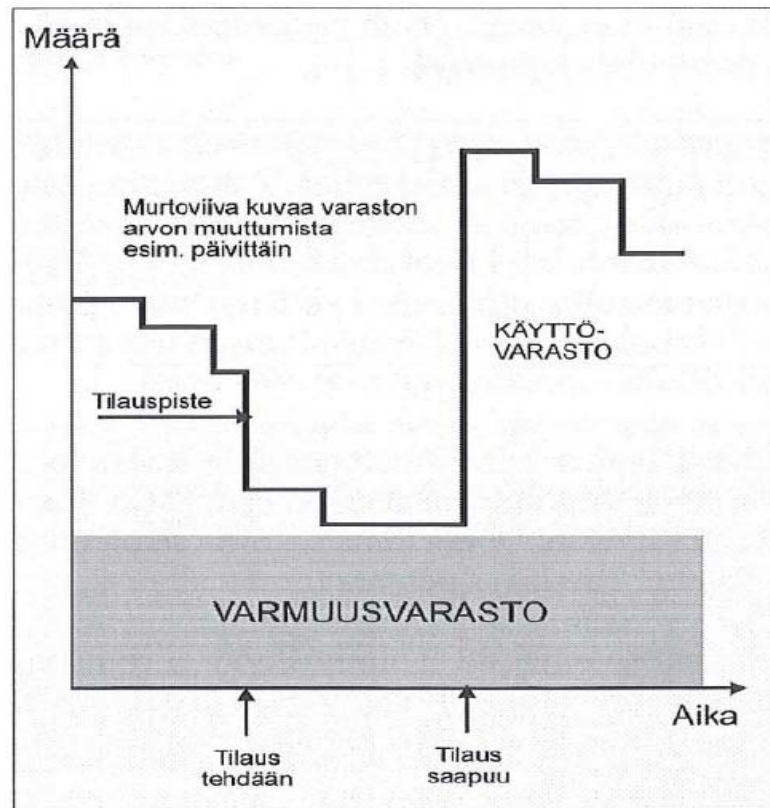 Määrä
Murtoviiva kuvaa varaston
arvon muuttumista
esim. päivittäin
KÄYTTÖ-
VARASTO
Tilauspiste
VARMUUSVARASTO
Aika
Tilaus
tehdään
Tilaus
saapuu